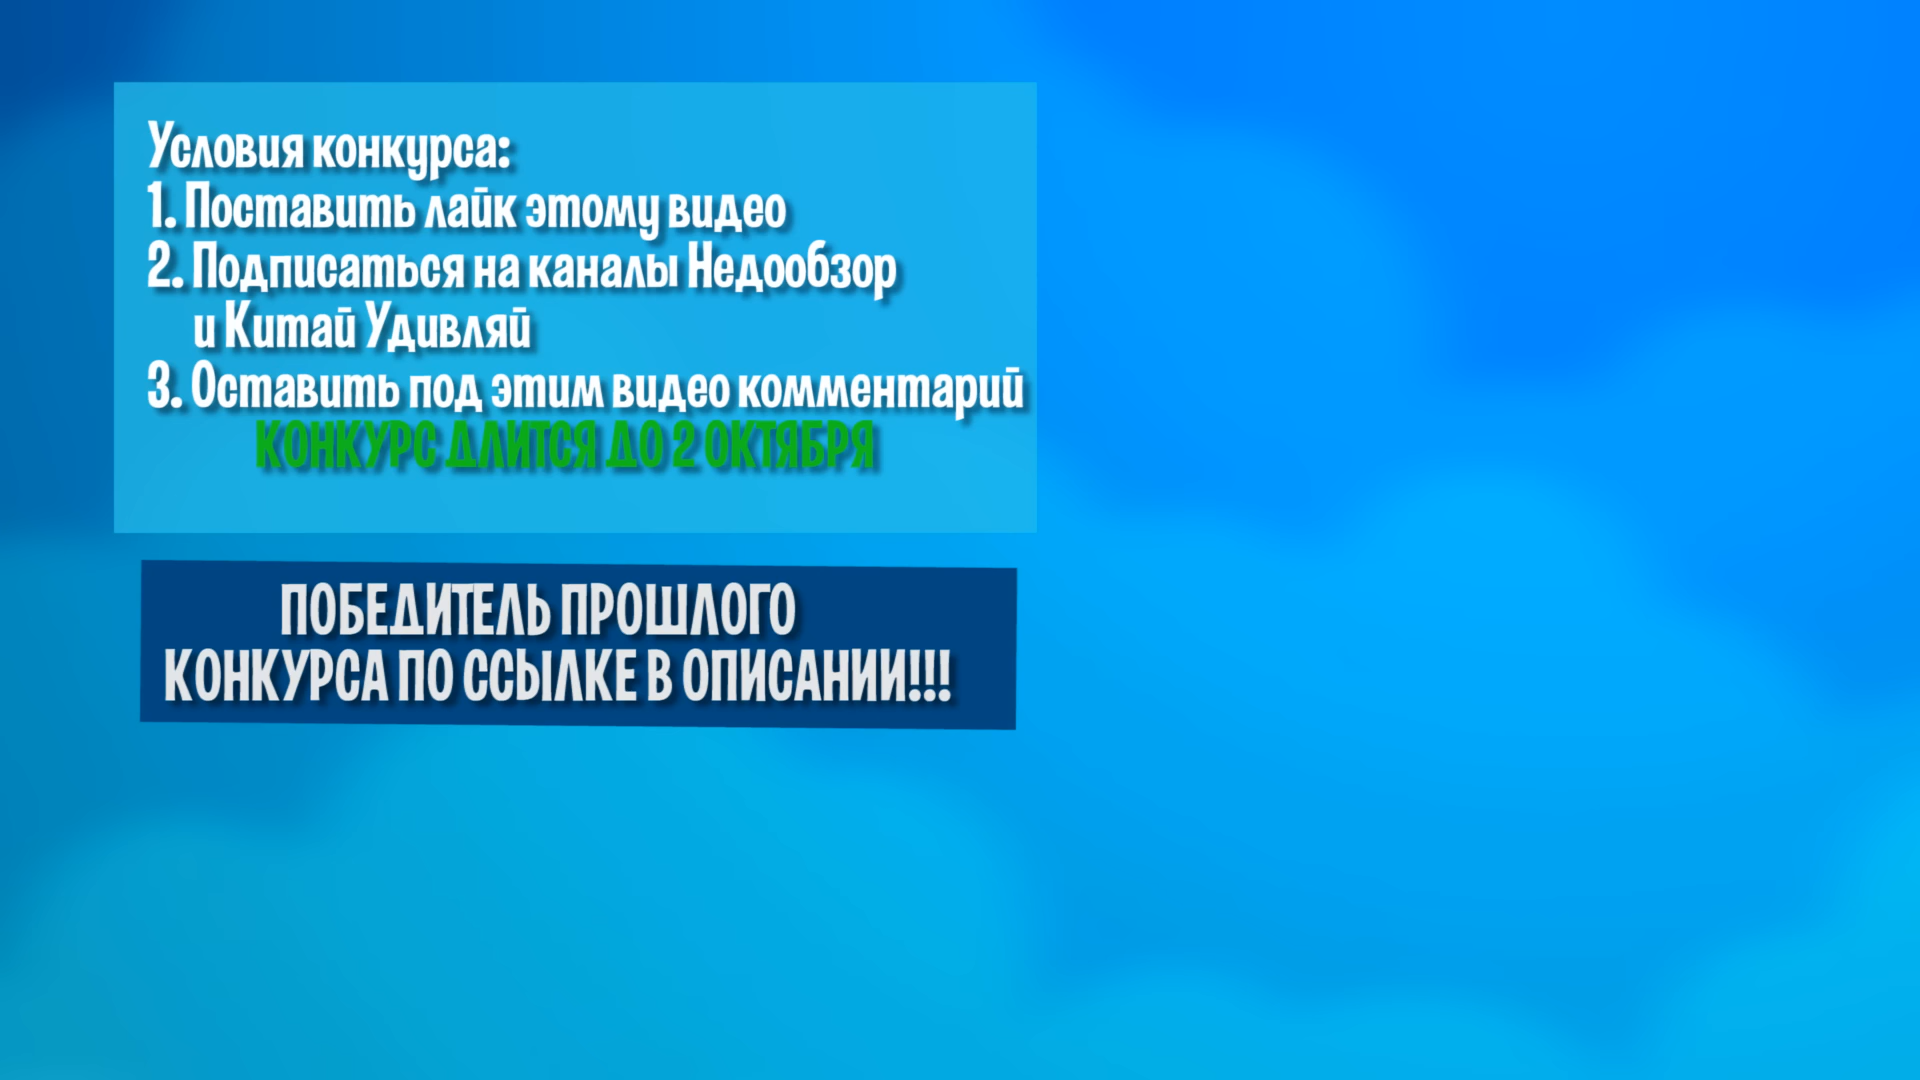 Условия конкурса:
1. Поставить лайк этому видео
2. Подписаться на каналы Недообзор
и Китай Удивляй
3. Оставить под этим видео комментарий
КОНКУРС ДЛИТСЯ ДО 2 ОКТЯБРЯ
ПОБЕДИТЕЛЬ ПРОШЛОГО
КОНКУРСА ПО ССЫЛКЕ В ОПИСАНИИ!!!